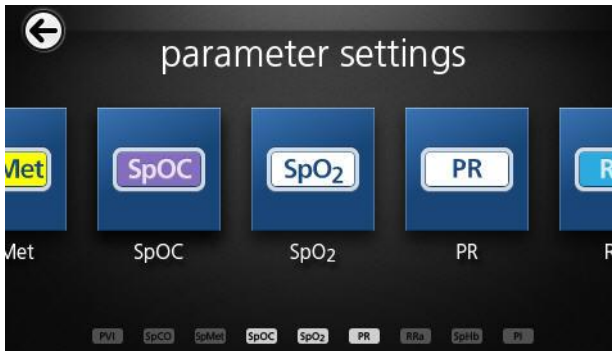 parameter settings
Met SpOC SpO2 PR R
Met SpOC SpO2 PR R
PVI SpCO SpMet SpOC SpO2 PR RRa SpHb PI